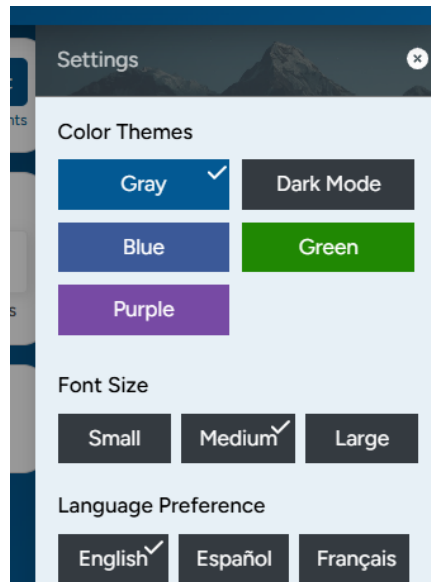 Settings
Color Themes
Gray
Dark Mode
Blue
Green
Purple
Font Size
Small
Medium
Large
Language Preference
English
Español
Français